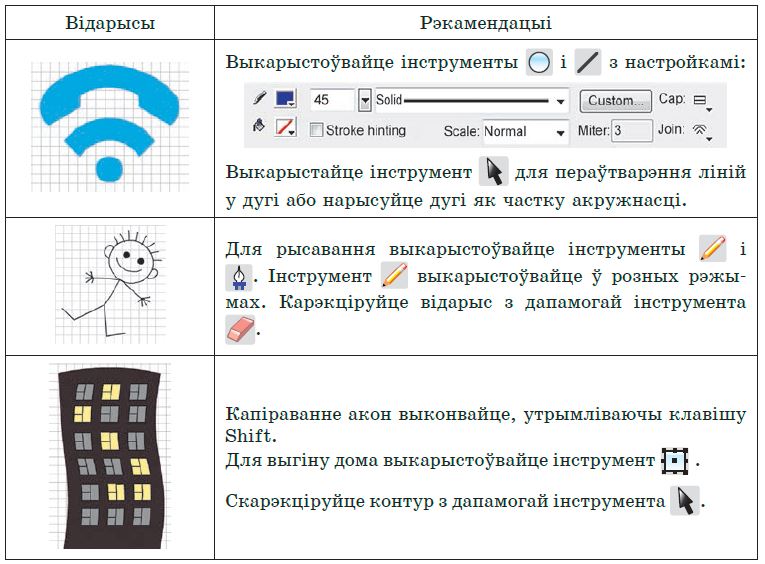 Відарысы
Рэкамендацыі
Выкарыстоўвайце інструменты і з настройкамі:
45 Solid Custom... Cap:
Stroke hinting Scale: Normal Miter: 3 Join:
Выкарыстайце інструмент для пераўтварэння ліній
у дугі або нарысуйце дугі як частку акружнасці.
Для рысавання выкарыстоўвайце інструменты і
. Інструмент выкарыстоўвайце ў розных рэжы-
мах. Карэкціруйце відарыс з дапамогай інструмента
.
Капіраванне акон выконвайце, утрымліваючы клавішу
Shift.
Для выгіну дома выкарыстоўвайце інструмент .
Скарэкціруйце контур з дапамогай інструмента .